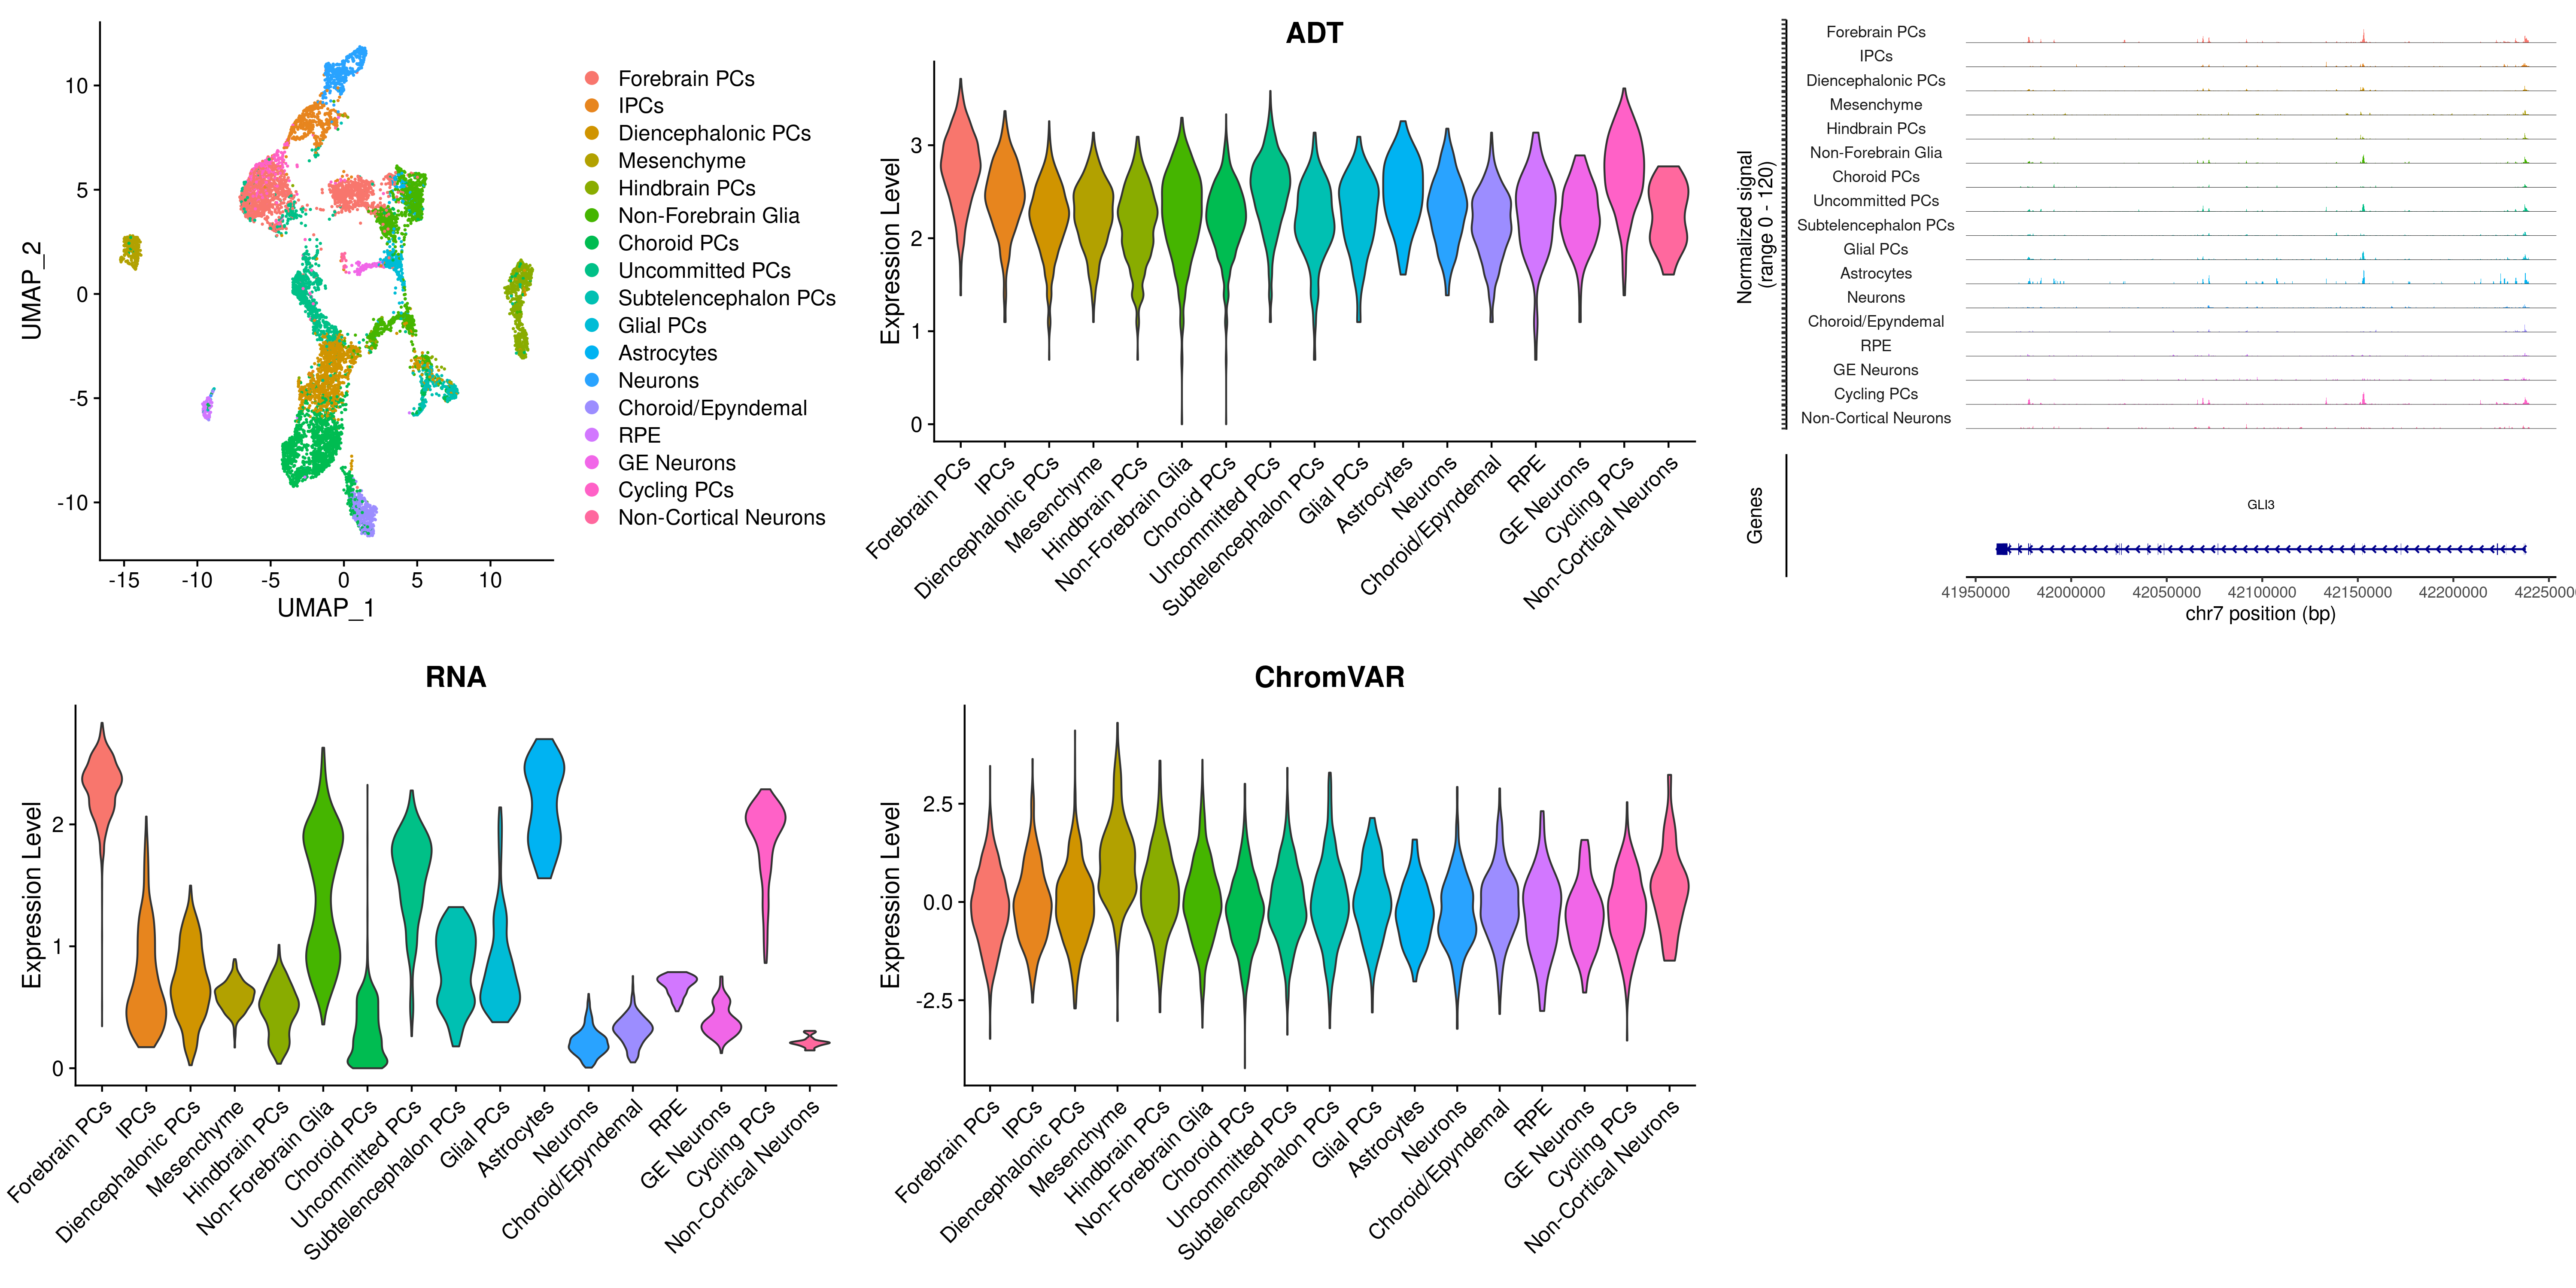 10
5
0
-5
-10
UMAP_2
-15 -10 -5 0 5 10
UMAP_1
Forebrain PCs
IPCs
Diencephalonic PCs
Mesenchyme
Hindbrain PCs
Non-Forebrain Glia
Choroid PCs
Uncommitted PCs
Subtelencephalon PCs
Glial PCs
Astrocytes
Neurons
Choroid/Epyndemal
RPE
GE Neurons
Cycling PCs
Non-Cortical Neurons
ADT
Expression Level
3
2
1
0
Forebrain PCs
IPCs
Diencephalonic PCs
Mesenchyme
Hindbrain PCs
Non-Forebrain Glia
Choroid PCs
Uncommitted PCs
Subtelencephalon PCs
Glial PCs
Astrocytes
Neurons
Choroid/Epyndemal
RPE
GE Neurons
Cycling PCs
Non-Cortical Neurons
Normalized signal
(range 0 - 120)
Forebrain PCs
IPCs
Diencephalonic PCs
Mesenchyme
Hindbrain PCs
Non-Forebrain Glia
Choroid PCs
Uncommitted PCs
Subtelencephalon PCs
Glial PCs
Astrocytes
Neurons
Choroid/Epyndemal
RPE
GE Neurons
Cycling PCs
Non-Cortical Neurons
Genes
GLI3
41950000 42000000 42050000 42100000 42150000 42200000 4225000
chr7 position (bp)
RNA
Expression Level
2
1
0
Forebrain PCs
IPCs
Diencephalonic PCs
Mesenchyme
Hindbrain PCs
Non-Forebrain Glia
Choroid PCs
Uncommitted PCs
Subtelencephalon PCs
Glial PCs
Astrocytes
Neurons
Choroid/Epyndemal
RPE
GE Neurons
Cycling PCs
Non-Cortical Neurons
ChromVAR
Expression Level
2.5
0.0
-2.5
Forebrain PCs
IPCs
Diencephalonic PCs
Mesenchyme
Hindbrain PCs
Non-Forebrain Glia
Choroid PCs
Uncommitted PCs
Subtelencephalon PCs
Glial PCs
Astrocytes
Neurons
Choroid/Epyndemal
RPE
GE Neurons
Cycling PCs
Non-Cortical Neurons